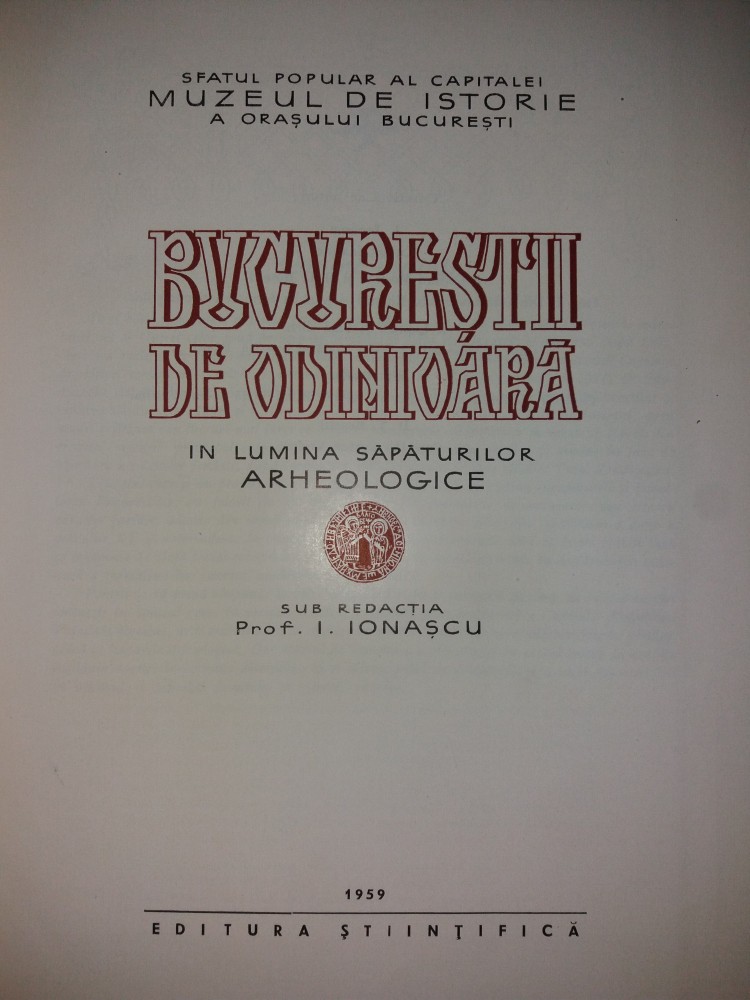 SFATUL POPULAR AL CAPITALEI
MUZEUL DE ISTORIE
A ORAȘULUI BUCUREȘTI
BUCUREȘTII
DE ODINIOARĂ
IN LUMINA SĂPĂTURILOR
ARHEOLOGICE
SUB REDACȚIA
Prof. I. IONAȘCU
1959
EDITURA ȘTIINȚIFICĂ